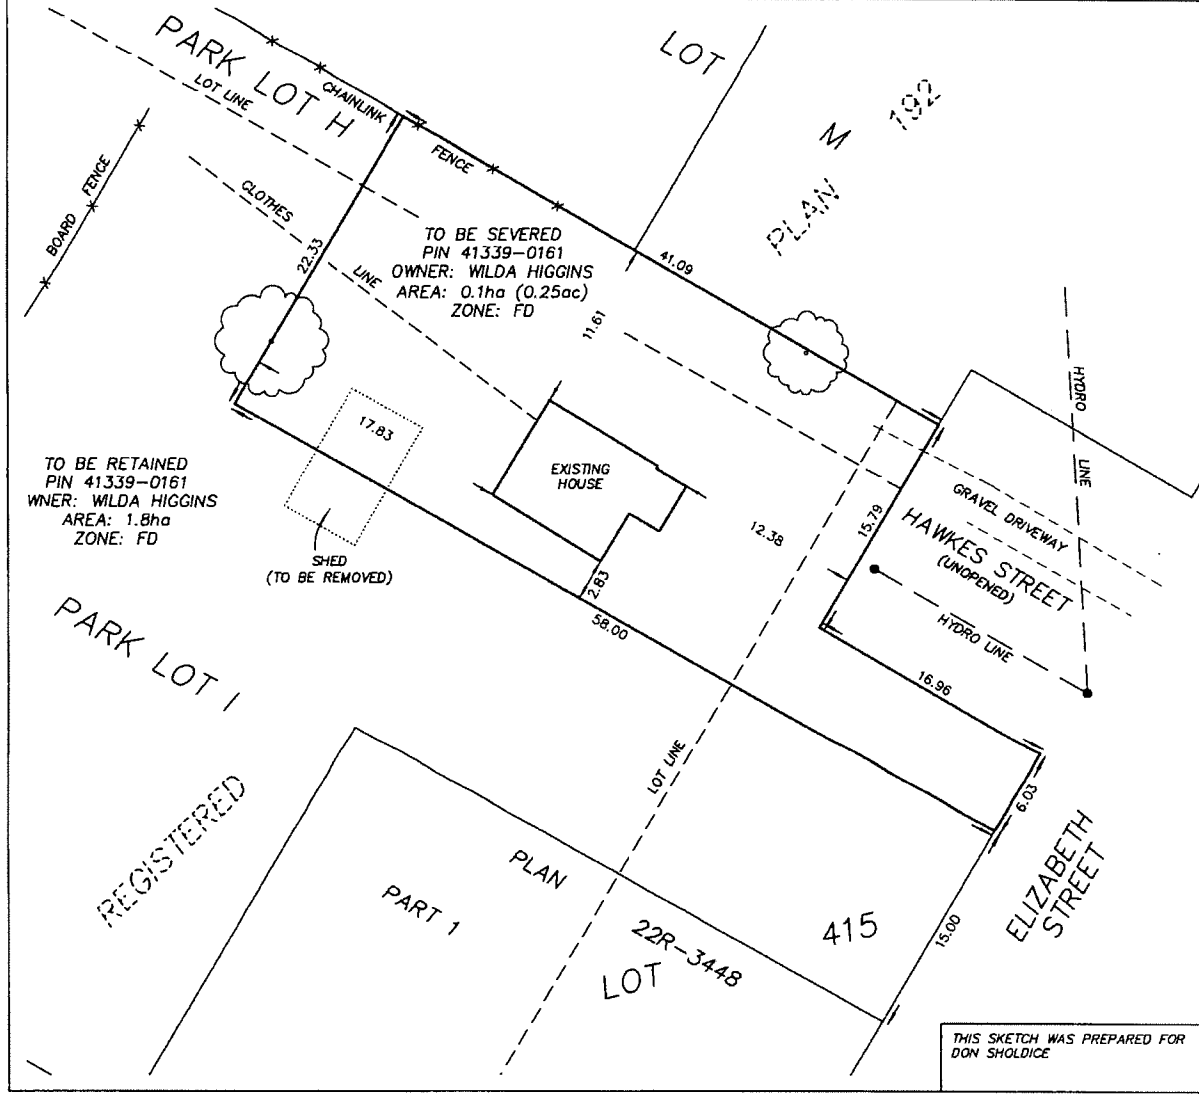 PARK LOT H
LOT LINE
CHAINLINK
FENCE
LOT
PLAN M 192
BOARD FENCE
CLOTHES
LINE
22.33
TO BE SEVERED
PIN 41339-0161
OWNER: WILDA HIGGINS
AREA: 0.1ha (0.25ac)
ZONE: FD
41.09
11.61
HYDRO
LINE
17.83
EXISTING
HOUSE
TO BE RETAINED
PIN 41339-0161
WNER: WILDA HIGGINS
AREA: 1.8ha
ZONE: FD
SHED
(TO BE REMOVED)
12.38
15.79
GRAVEL DRIVEWAY
HAWKES STREET
(UNOPENED)
HYDRO LINE
2.83
58.00
16.96
PARK LOT I
LOT LINE
6.03
REGISTERED
PLAN
PART 1
22R-3448
LOT
415
15.00
ELIZABETH
STREET
THIS SKETCH WAS PREPARED FOR
DON SHOLDICE